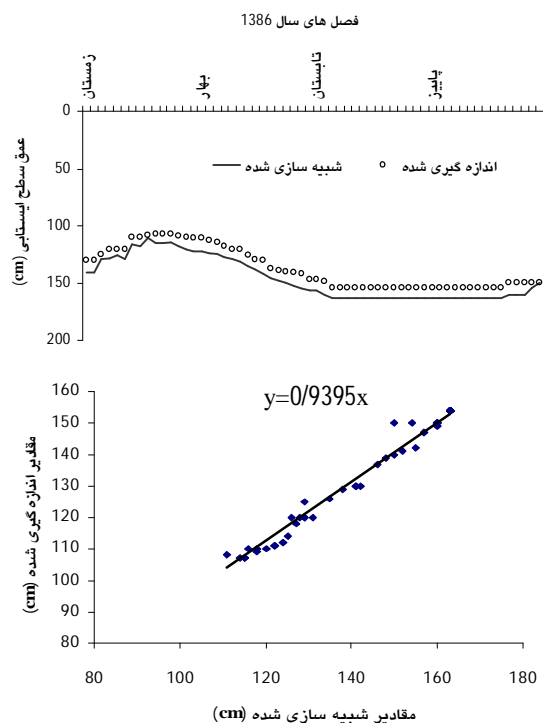 فصل های سال 1386
زمستان
بهار
تابستان
پاییز
0
50
100
150
200
عمق سطح ایستابی (cm)
شبیه سازی شده
اندازه گیری شده
y=0/9395x
160
150
140
130
120
110
100
90
80
مقادیر اندازه گیری شده (cm)
80 100 120 140 160
مقادیر شبیه سازی شده (cm)